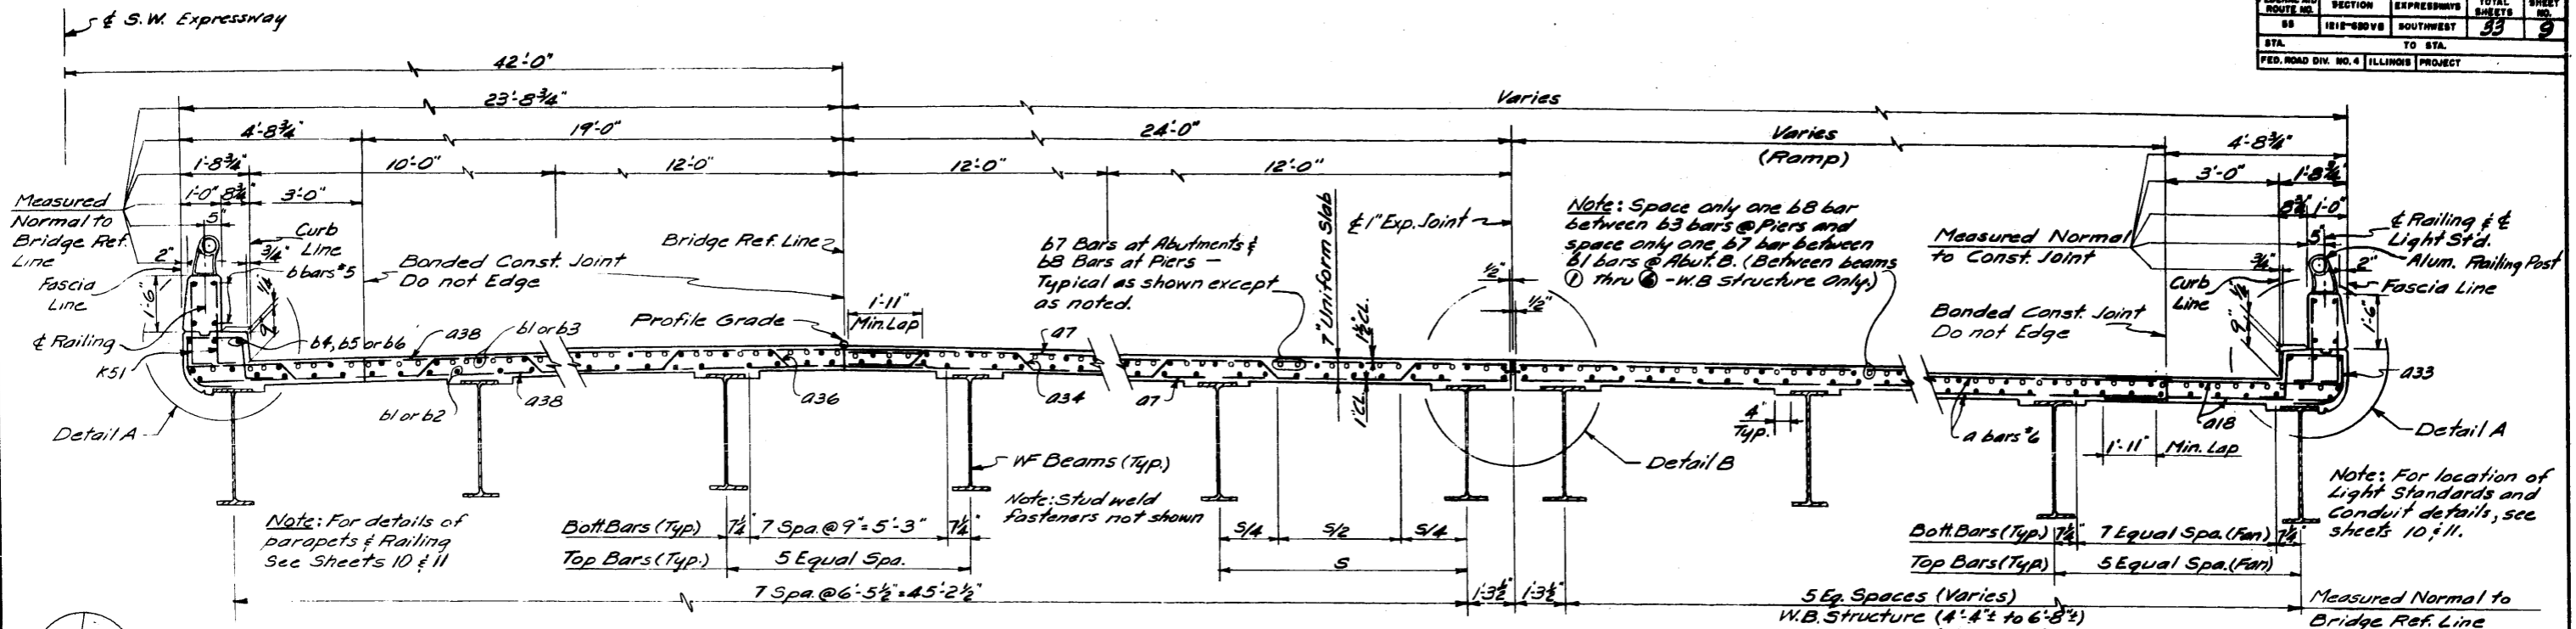 ROUTE NO. SECTION EXPRESSWAYS TOTAL SHEETS SHEET NO.
55 1212-630VB SOUTHWEST 33 9
STA. TO STA.
FED. ROAD DIV. NO. 4 ILLINOIS PROJECT
℄ S.W. Expressway
42'-0"
23'-8¾" Varies
4'-8¾" 19'-0" 24'-0" Varies
(Ramp)
4'-8¾"
1'-8¾" 10'-0" 12'-0" 12'-0" 12'-0"
3'-0" 1'-8¾"
1'-0" 8¾" 3'-0"
8¾" 1'-0"
5"
5"
Measured
Normal to
Bridge Ref.
Line
2"
Fascia
Line
1'-6"
℄ Railing
K51
Curb
Line
¾"
b bars #5
9"
b4, b5 or b6
Bonded Const. Joint
Do not Edge
a38
b1 or b3
b1 or b2
a38
Detail A
Bridge Ref. Line
Profile Grade
1'-11"
Min. Lap
a7
a36
a34
a7
b7 Bars at Abutments &
b8 Bars at Piers -
Typical as shown except
as noted.
7" Uniform Slab
1½" CL.
1" CL.
℄ 1" Exp. Joint
½"
½"
Note: Space only one b8 bar
between b3 bars @ Piers and
space only one b7 bar between
b1 bars @ Abut. B. (Between beams
① thru - W.B Structure Only.)
Measured Normal
to Const. Joint
Bonded Const. Joint
Do not Edge
¾"
Curb
Line
9"
℄ Railing & ℄
Light St'd.
Alum. Railing Post
2"
Fascia Line
1'-6"
a33
a18
a bars #6
1'-11" Min. Lap
4"
Typ.
Detail B
Detail A
WF Beams (Typ.)
Note: Stud weld
fasteners not shown
Note: For details of
parapets & Railing
See Sheets 10 & 11
Note: For location of
Light Standards and
Conduit details, see
sheets 10 & 11.
Bott. Bars (Typ.) 7¼" 7 Spa. @ 9" = 5'-3" 7¼"
Top Bars (Typ.) 5 Equal Spa.
S/4 S/2 S/4
S
Bott. Bars (Typ.) 7¼" 7 Equal Spa. (Fan) 7¼"
Top Bars (Typ.) 5 Equal Spa. (Fan)
7 Spa. @ 6'-5½" = 45'-2½" 1'-3½" 1'-3½"
5 Eq. Spaces (Varies)
W.B. Structure (4'-4"± to 6'-8"±)
Measured Normal to
Bridge Ref. Line